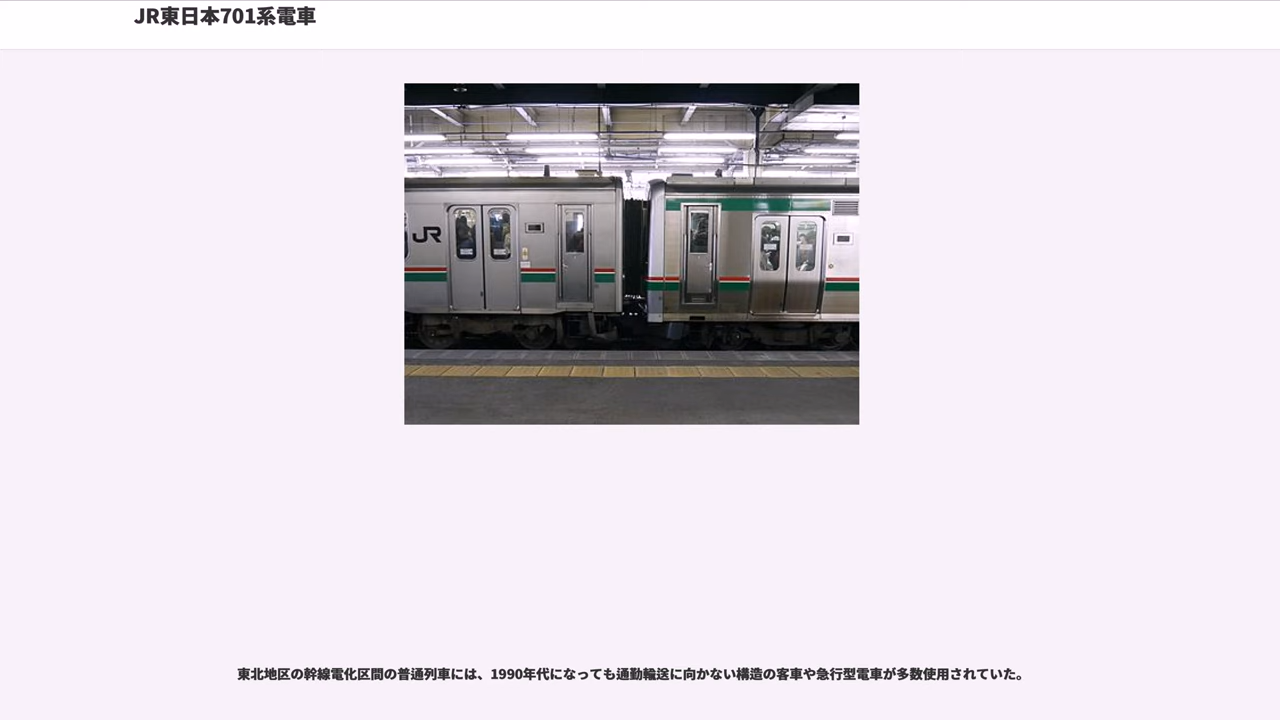 JR東日本701系電車
JR
東北地区の幹線電化区間の普通列車には、1990年代になっても通勤輸送に向かない構造の客車や急行型電車が多数使用されていた。